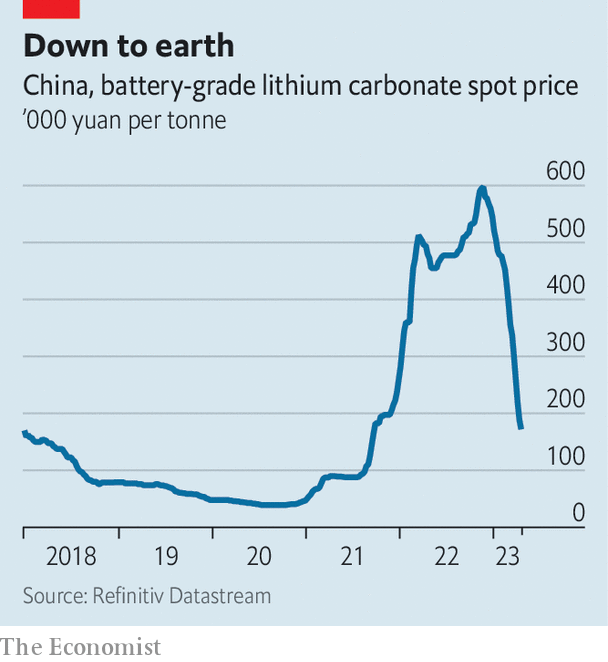 Down to earth
China, battery-grade lithium carbonate spot price
’000 yuan per tonne
600
500
400
300
200
100
0
2018 19 20 21 22 23
Source: Refinitiv Datastream
The Economist